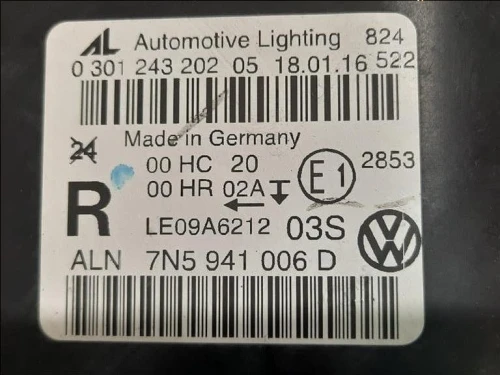 AL Automotive Lighting 824
0 301 243 202 05 18.01.16 522
Made in Germany
24
00 HC 20
00 HR 02A
E1 2853
R
LE09A6212 03S
VW
ALN 7N5 941 006 D